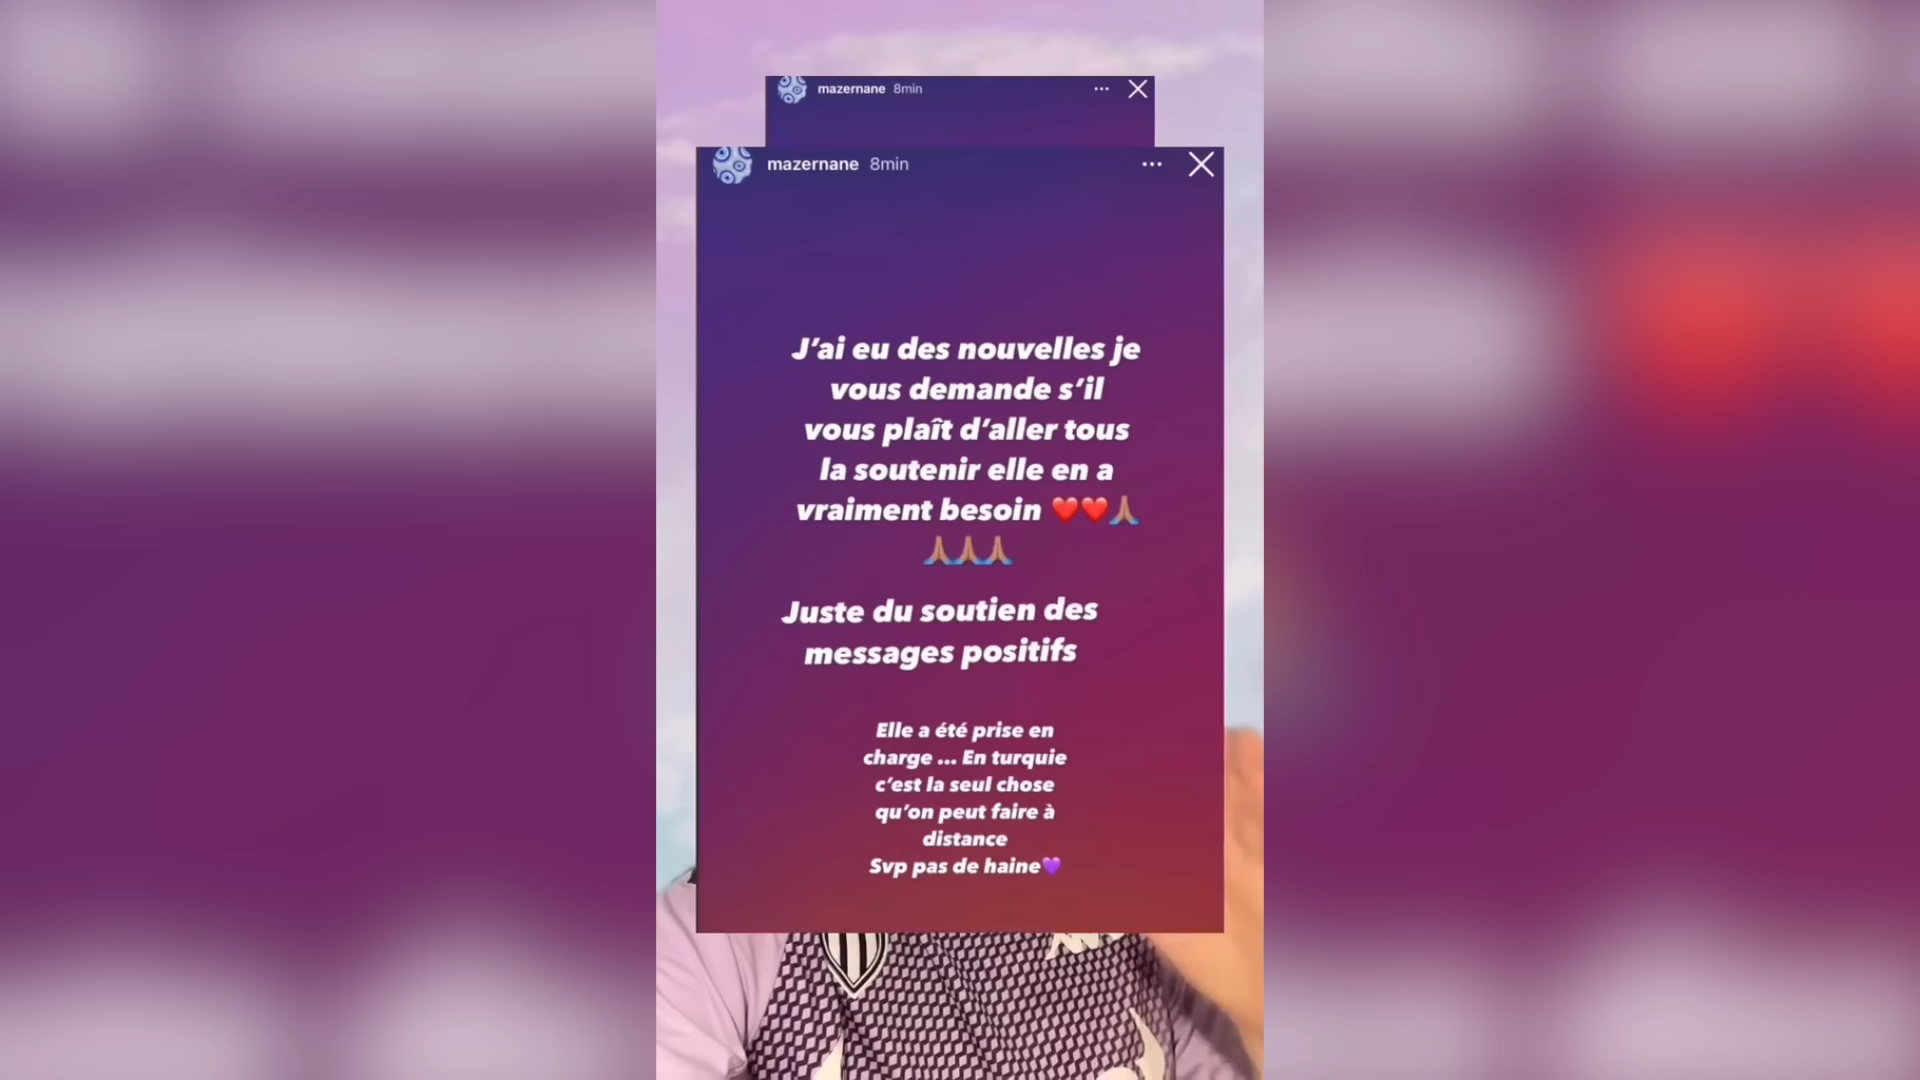 mazernane 8min
mazernane 8min
J'ai eu des nouvelles je
vous demande s'il
vous plaît d'aller tous
la soutenir elle en a
vraiment besoin ❤️❤️🙏🏽
🙏🏽🙏🏽🙏🏽
Juste du soutien des
messages positifs
Elle a été prise en
charge ... En turquie
c'est la seul chose
qu'on peut faire à
distance
Svp pas de haine💜